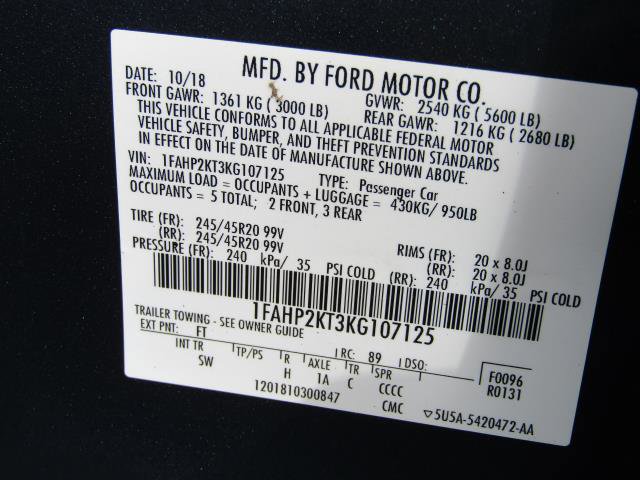 MFD. BY FORD MOTOR CO.
DATE: 10/18
GVWR: 2540 KG ( 5600 LB)
FRONT GAWR: 1361 KG ( 3000 LB)
REAR GAWR: 1216 KG ( 2680 LB)
THIS VEHICLE CONFORMS TO ALL APPLICABLE FEDERAL MOTOR
VEHICLE SAFETY, BUMPER, AND THEFT PREVENTION STANDARDS
IN EFFECT ON THE DATE OF MANUFACTURE SHOWN ABOVE.
VIN: 1FAHP2KT3KG107125 TYPE: Passenger Car
MAXIMUM LOAD = OCCUPANTS + LUGGAGE = 430KG/ 950LB
OCCUPANTS = 5 TOTAL; 2 FRONT, 3 REAR
TIRE (FR): 245/45R20 99V RIMS (FR): 20 x 8.0J
(RR): 245/45R20 99V (RR): 20 x 8.0J
PRESSURE (FR): 240 kPa/ 35 PSI COLD (RR): 240 kPa/ 35 PSI COLD
1FAHP2KT3KG107125
TRAILER TOWING - SEE OWNER GUIDE
EXT PNT: FT RC: 89 DSO: F0096
INT TR TP/PS R AXLE TR SPR R0131
SW H 1A C CCCC
1201810300847 CMC ▽5U5A-5420472-AA